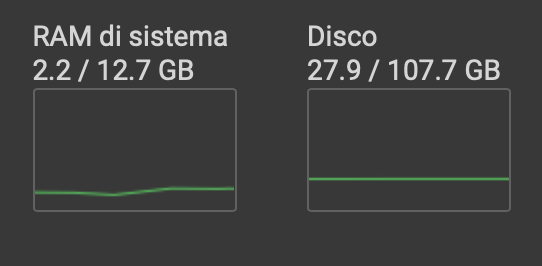 RAM di sistema
2.2 / 12.7 GB
Disco
27.9 / 107.7 GB